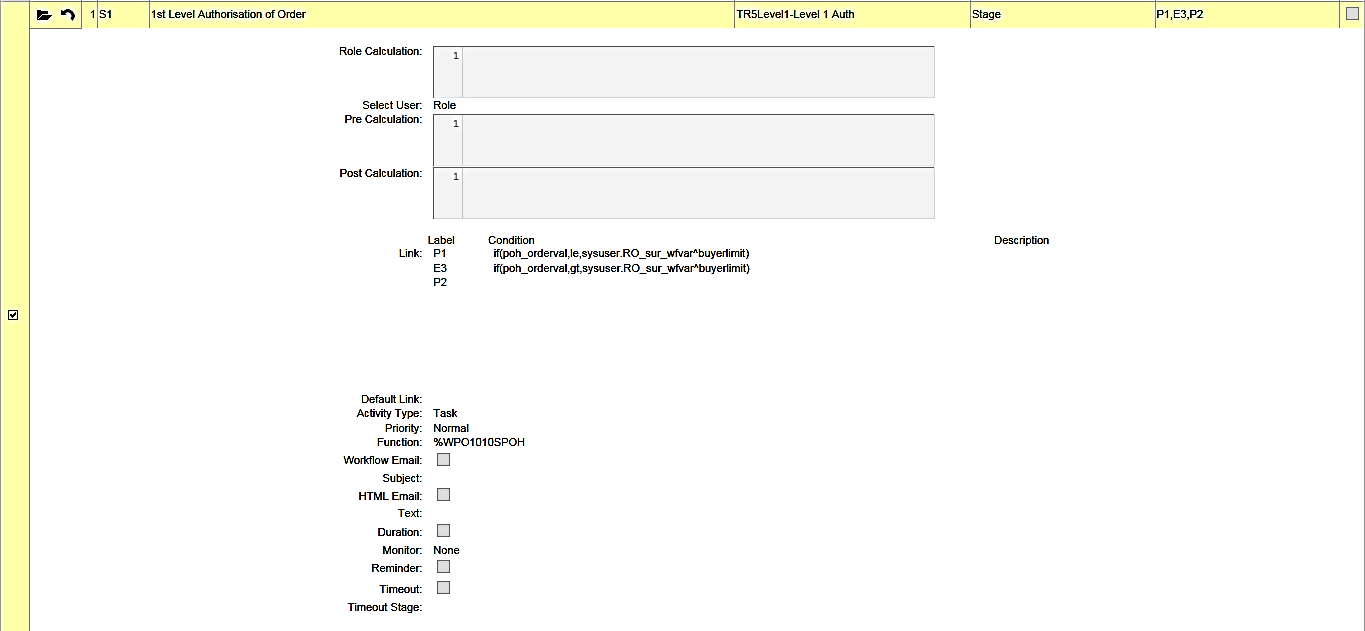 1 S1 1st Level Authorisation of Order TR5Level1-Level 1 Auth Stage P1,E3,P2
Role Calculation: 1
Select User: Role
Pre Calculation: 1
Post Calculation: 1
Label Condition Description
Link: P1 if(poh_orderval,le,sysuser.RO_sur_wfvar^buyerlimit)
E3 if(poh_orderval,gt,sysuser.RO_sur_wfvar^buyerlimit)
P2
Default Link:
Activity Type: Task
Priority: Normal
Function: %WPO1010SPOH
Workflow Email:
Subject:
HTML Email:
Text:
Duration:
Monitor: None
Reminder:
Timeout:
Timeout Stage: